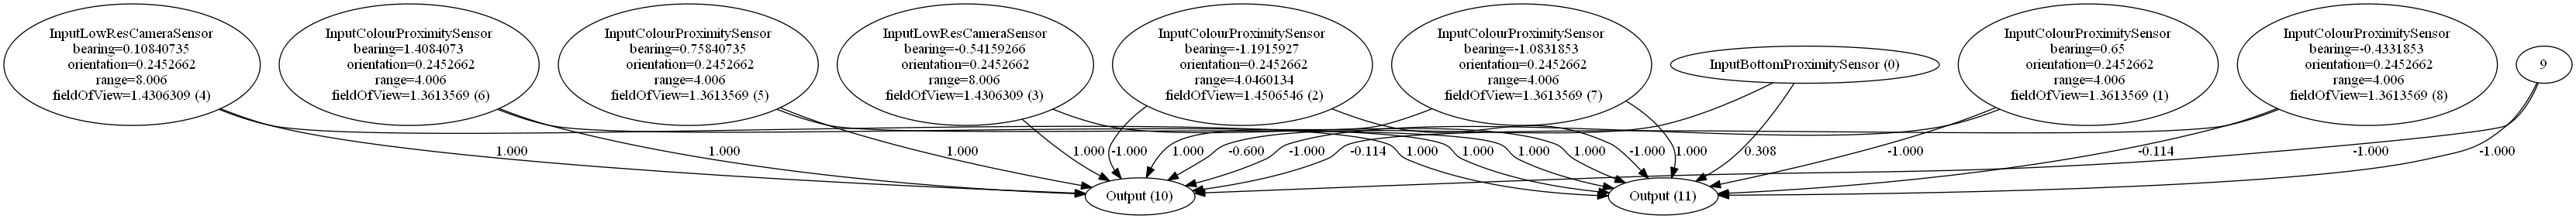 InputLowResCameraSensor
bearing=0.10840735
orientation=0.2452662
range=8.006
fieldOfView=1.4306309 (4)
InputColourProximitySensor
bearing=1.4084073
orientation=0.2452662
range=4.006
fieldOfView=1.3613569 (6)
InputColourProximitySensor
bearing=0.75840735
orientation=0.2452662
range=4.006
fieldOfView=1.3613569 (5)
InputLowResCameraSensor
bearing=-0.54159266
orientation=0.2452662
range=8.006
fieldOfView=1.4306309 (3)
InputColourProximitySensor
bearing=-1.1915927
orientation=0.2452662
range=4.0460134
fieldOfView=1.4506546 (2)
InputColourProximitySensor
bearing=-1.0831853
orientation=0.2452662
range=4.006
fieldOfView=1.3613569 (7)
InputBottomProximitySensor (0)
InputColourProximitySensor
bearing=0.65
orientation=0.2452662
range=4.006
fieldOfView=1.3613569 (1)
InputColourProximitySensor
bearing=-0.4331853
orientation=0.2452662
range=4.006
fieldOfView=1.3613569 (8)
9
1.000
1.000
1.000
1.000
-1.000
1.000
-0.600
-1.000
-0.114
1.000
1.000
1.000
1.000
-1.000
1.000
0.308
-1.000
-0.114
-1.000
-1.000
Output (10)
Output (11)